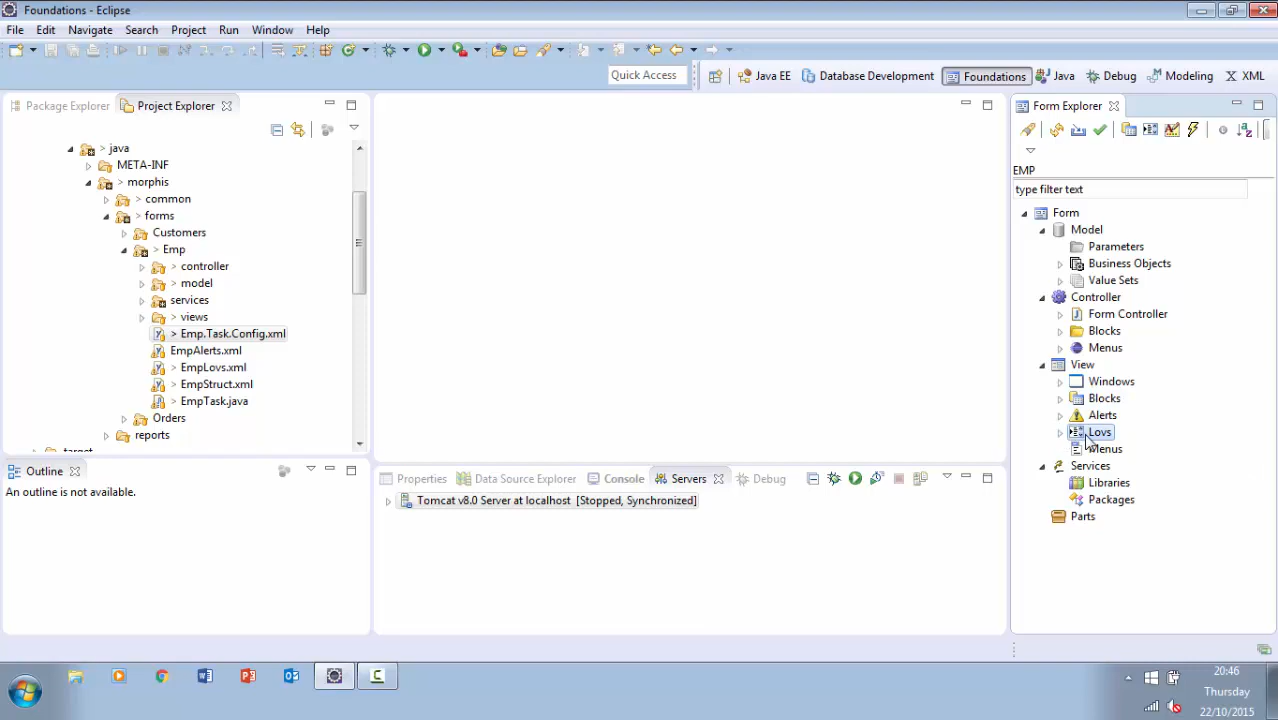 Foundations - Eclipse
File Edit Navigate Search Project Run Window Help
Quick Access
Java EE Database Development Foundations Java Debug Modeling XML
Package Explorer Project Explorer
> java
META-INF
> morphis
> common
> forms
Customers
> Emp
> controller
> model
services
> views
> Emp.Task.Config.xml
EmpAlerts.xml
> EmpLovs.xml
> EmpStruct.xml
EmpTask.java
Orders
reports
target
Outline
An outline is not available.
Properties Data Source Explorer Console Servers Debug
Tomcat v8.0 Server at localhost [Stopped, Synchronized]
Form Explorer
EMP
type filter text
Form
Model
Parameters
Business Objects
Value Sets
Controller
Form Controller
Blocks
Menus
View
Windows
Blocks
Alerts
Lovs
Menus
Services
Libraries
Packages
Parts
20:46
Thursday
22/10/2015